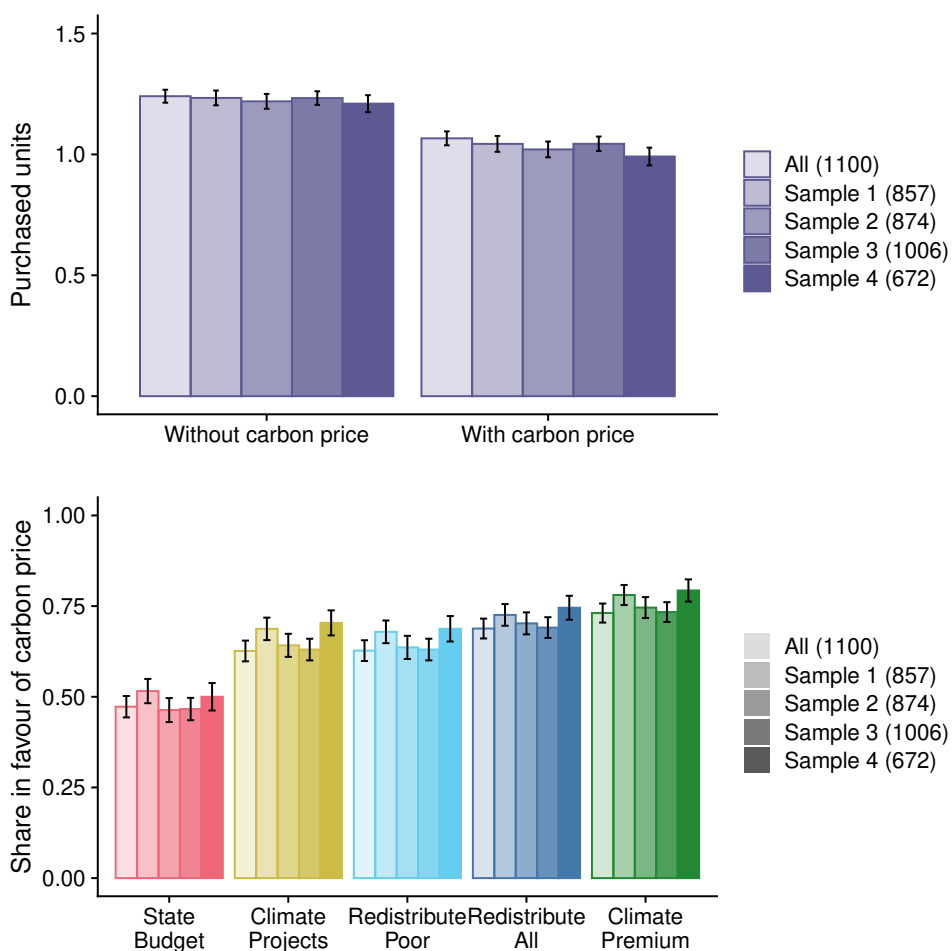 Purchased units
1.5
1.0
0.5
0.0
Without carbon price
With carbon price
All (1100)
Sample 1 (857)
Sample 2 (874)
Sample 3 (1006)
Sample 4 (672)
Share in favour of carbon price
1.00
0.75
0.50
0.25
0.00
State
Budget
Climate
Projects
Redistribute
Poor
Redistribute
All
Climate
Premium
All (1100)
Sample 1 (857)
Sample 2 (874)
Sample 3 (1006)
Sample 4 (672)